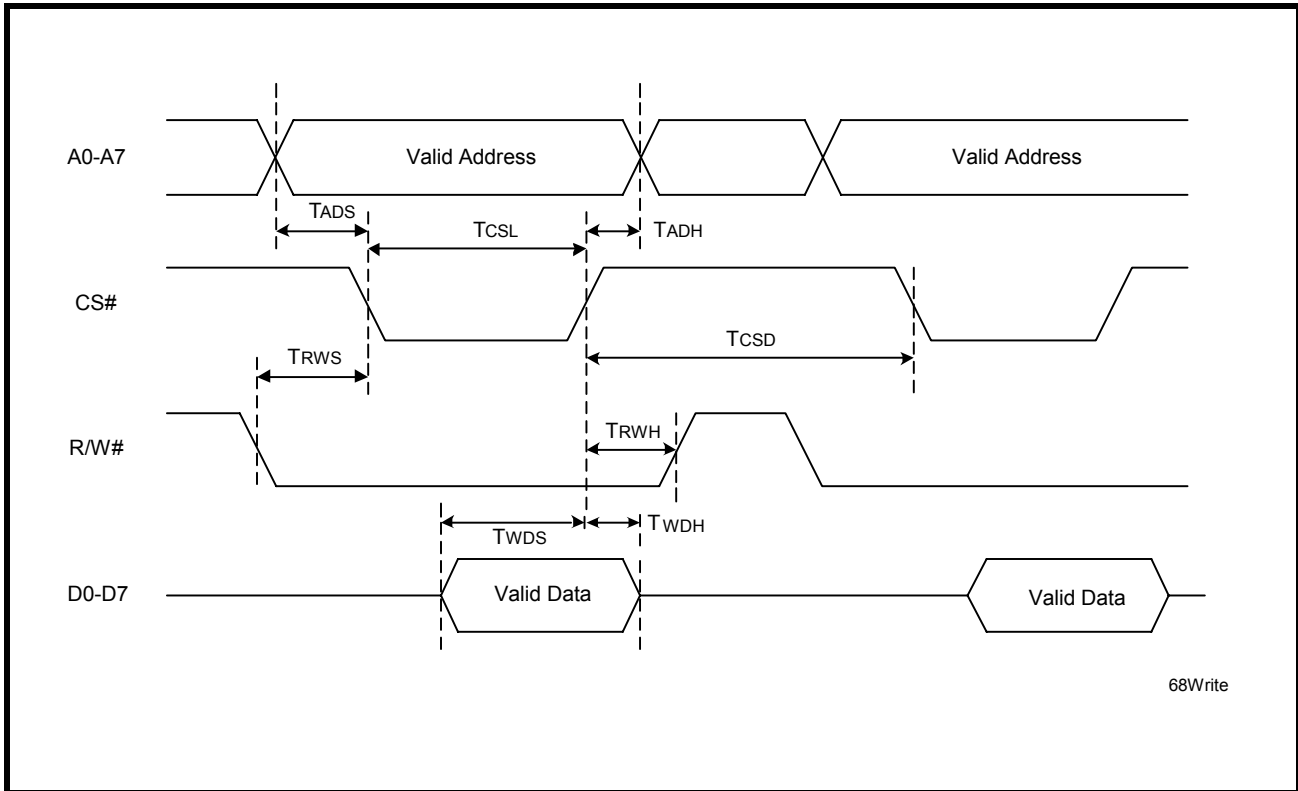 A0-A7
Valid Address
Valid Address
TADS
TCSL
TADH
CS#
TCSD
TRWS
R/W#
TRWH
TWDS
TWDH
D0-D7
Valid Data
Valid Data
68Write